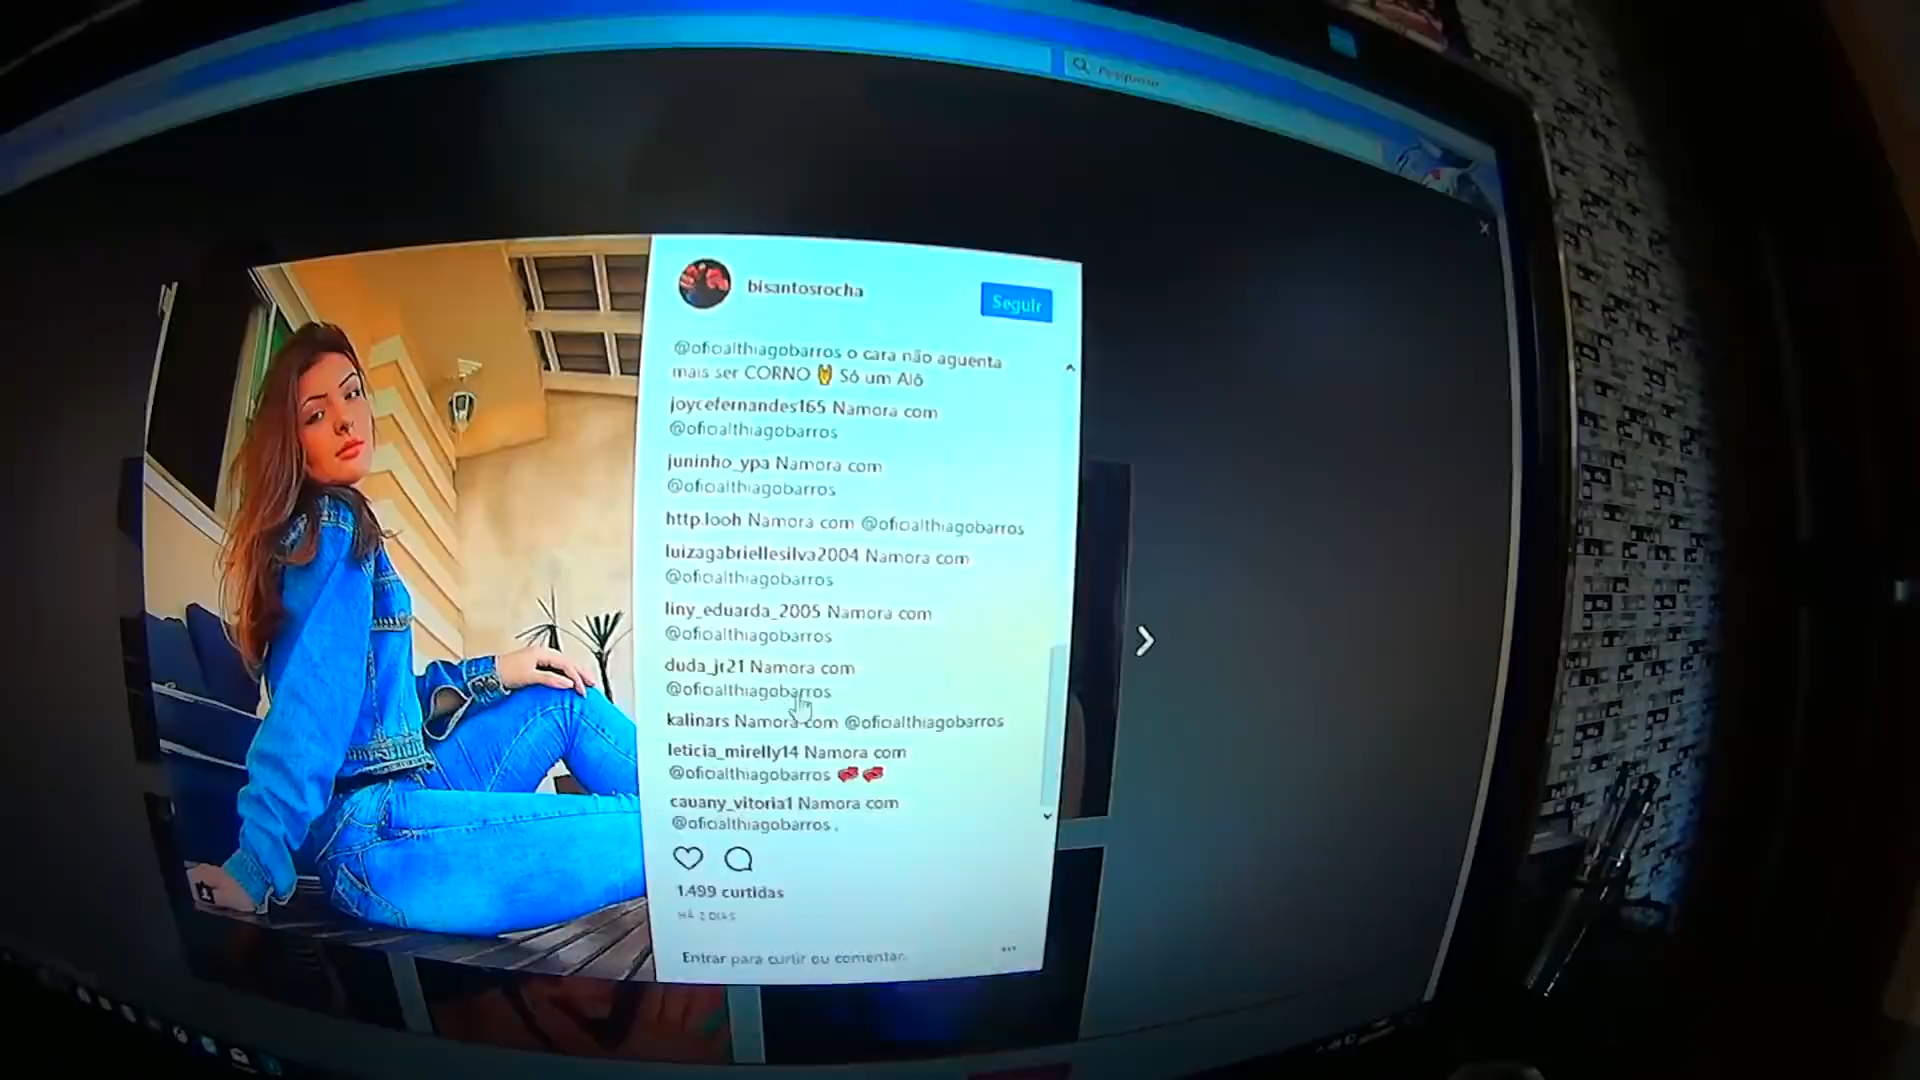 Pesquisar
bisantosrocha
Seguir
@oficialthiagobarros o cara não aguenta
mais ser CORNO 🤘 Só um Alô
joycefernandes165 Namora com
@oficialthiagobarros
juninho_ypa Namora com
@oficialthiagobarros
http.looh Namora com @oficialthiagobarros
luizagabriellesilva2004 Namora com
@oficialthiagobarros
liny_eduarda_2005 Namora com
@oficialthiagobarros
duda_jr21 Namora com
@oficialthiagobarros
kalinars Namora com @oficialthiagobarros
leticia_mirelly14 Namora com
@oficialthiagobarros
cauany_vitoria1 Namora com
@oficialthiagobarros .
1.499 curtidas
HÁ 2 DIAS
Entrar para curtir ou comentar.